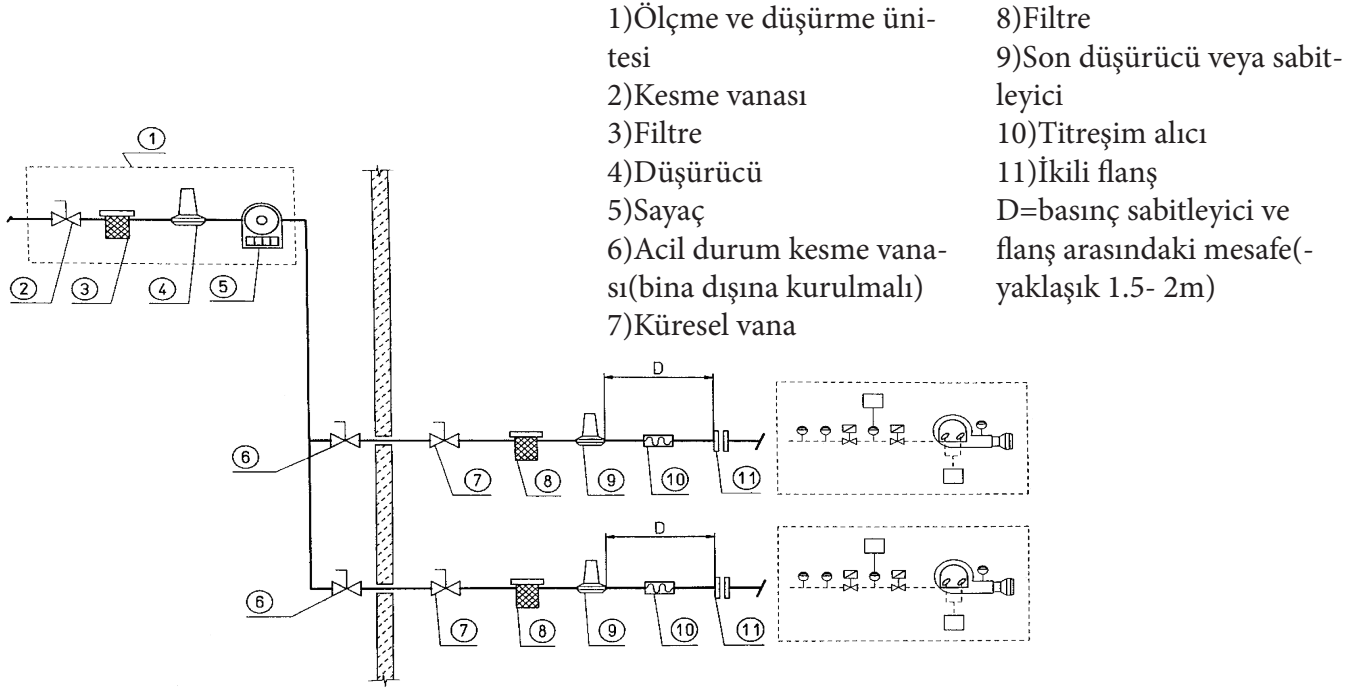 1)Ölçme ve düşürme üni-
tesi
2)Kesme vanası
3)Filtre
4)Düşürücü
5)Sayaç
6)Acil durum kesme vana-
sı(bina dışına kurulmalı)
7)Küresel vana
8)Filtre
9)Son düşürücü veya sabit-
leyici
10)Titreşim alıcı
11)İkili flanş
D=basınç sabitleyici ve
flanş arasındaki mesafe(-
yaklaşık 1.5- 2m)
1
2 3 4 5
D
6 7 8 9 10 11
D
6 7 8 9 10 11